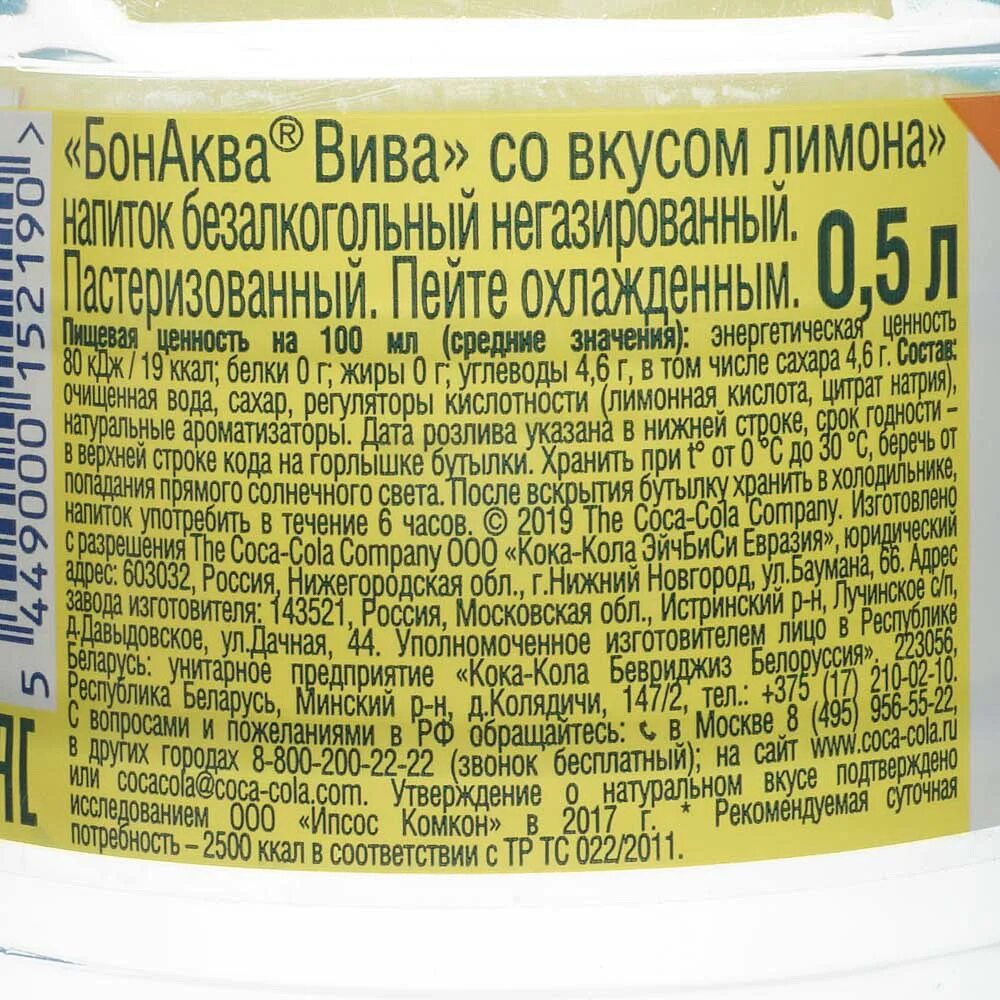 «БонАква® Вива» со вкусом лимона»
напиток безалкогольный негазированный.
Пастеризованный. Пейте охлажденным. 0,5 л
Пищевая ценность на 100 мл (средние значения): энергетическая ценность
80 кДж / 19 ккал; белки 0 г; жиры 0 г; углеводы 4,6 г, в том числе сахара 4,6 г. Состав:
очищенная вода, сахар, регуляторы кислотности (лимонная кислота, цитрат натрия),
натуральные ароматизаторы. Дата розлива указана в нижней строке, срок годности –
в верхней строке кода на горлышке бутылки. Хранить при t° от 0 °C до 30 °C, беречь от
попадания прямого солнечного света. После вскрытия бутылку хранить в холодильнике,
напиток употребить в течение 6 часов. © 2019 The Coca-Cola Company. Изготовлено
с разрешения The Coca-Cola Company ООО «Кока-Кола ЭйчБиСи Евразия», юридический
адрес: 603032, Россия, Нижегородская обл., г.Нижний Новгород, ул.Баумана, 66. Адрес
завода изготовителя: 143521, Россия, Московская обл., Истринский р-н, Лучинское с/п,
д.Давыдовское, ул.Дачная, 44. Уполномоченное изготовителем лицо в Республике
Беларусь: унитарное предприятие «Кока-Кола Бевриджиз Белоруссия», 223056,
Республика Беларусь, Минский р-н, д.Колядичи, 147/2, тел.: +375 (17) 210-02-10.
С вопросами и пожеланиями в РФ обращайтесь: в Москве 8 (495) 956-55-22,
в других городах 8-800-200-22-22 (звонок бесплатный); на сайт www.coca-cola.ru
или cocacola@coca-cola.com. Утверждение о натуральном вкусе подтверждено
исследованием ООО «Ипсос Комкон» в 2017 г. * Рекомендуемая суточная
потребность – 2500 ккал в соответствии с ТР ТС 022/2011.
5 449000 152190 >
EAC